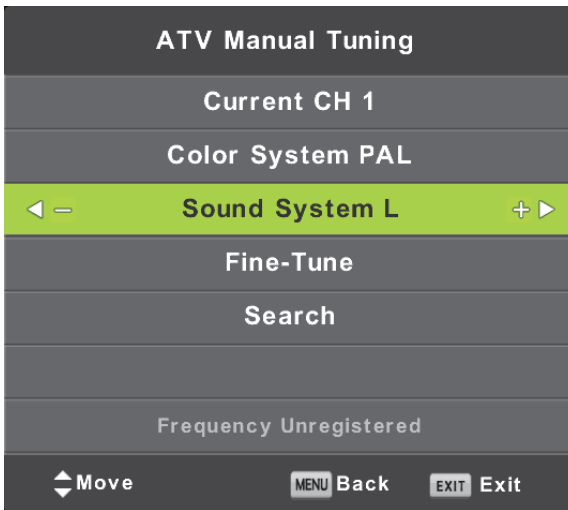 ATV Manual Tuning
Current CH 1
Color System PAL
Sound System L
Fine-Tune
Search
Frequency Unregistered
Move MENU Back EXIT Exit